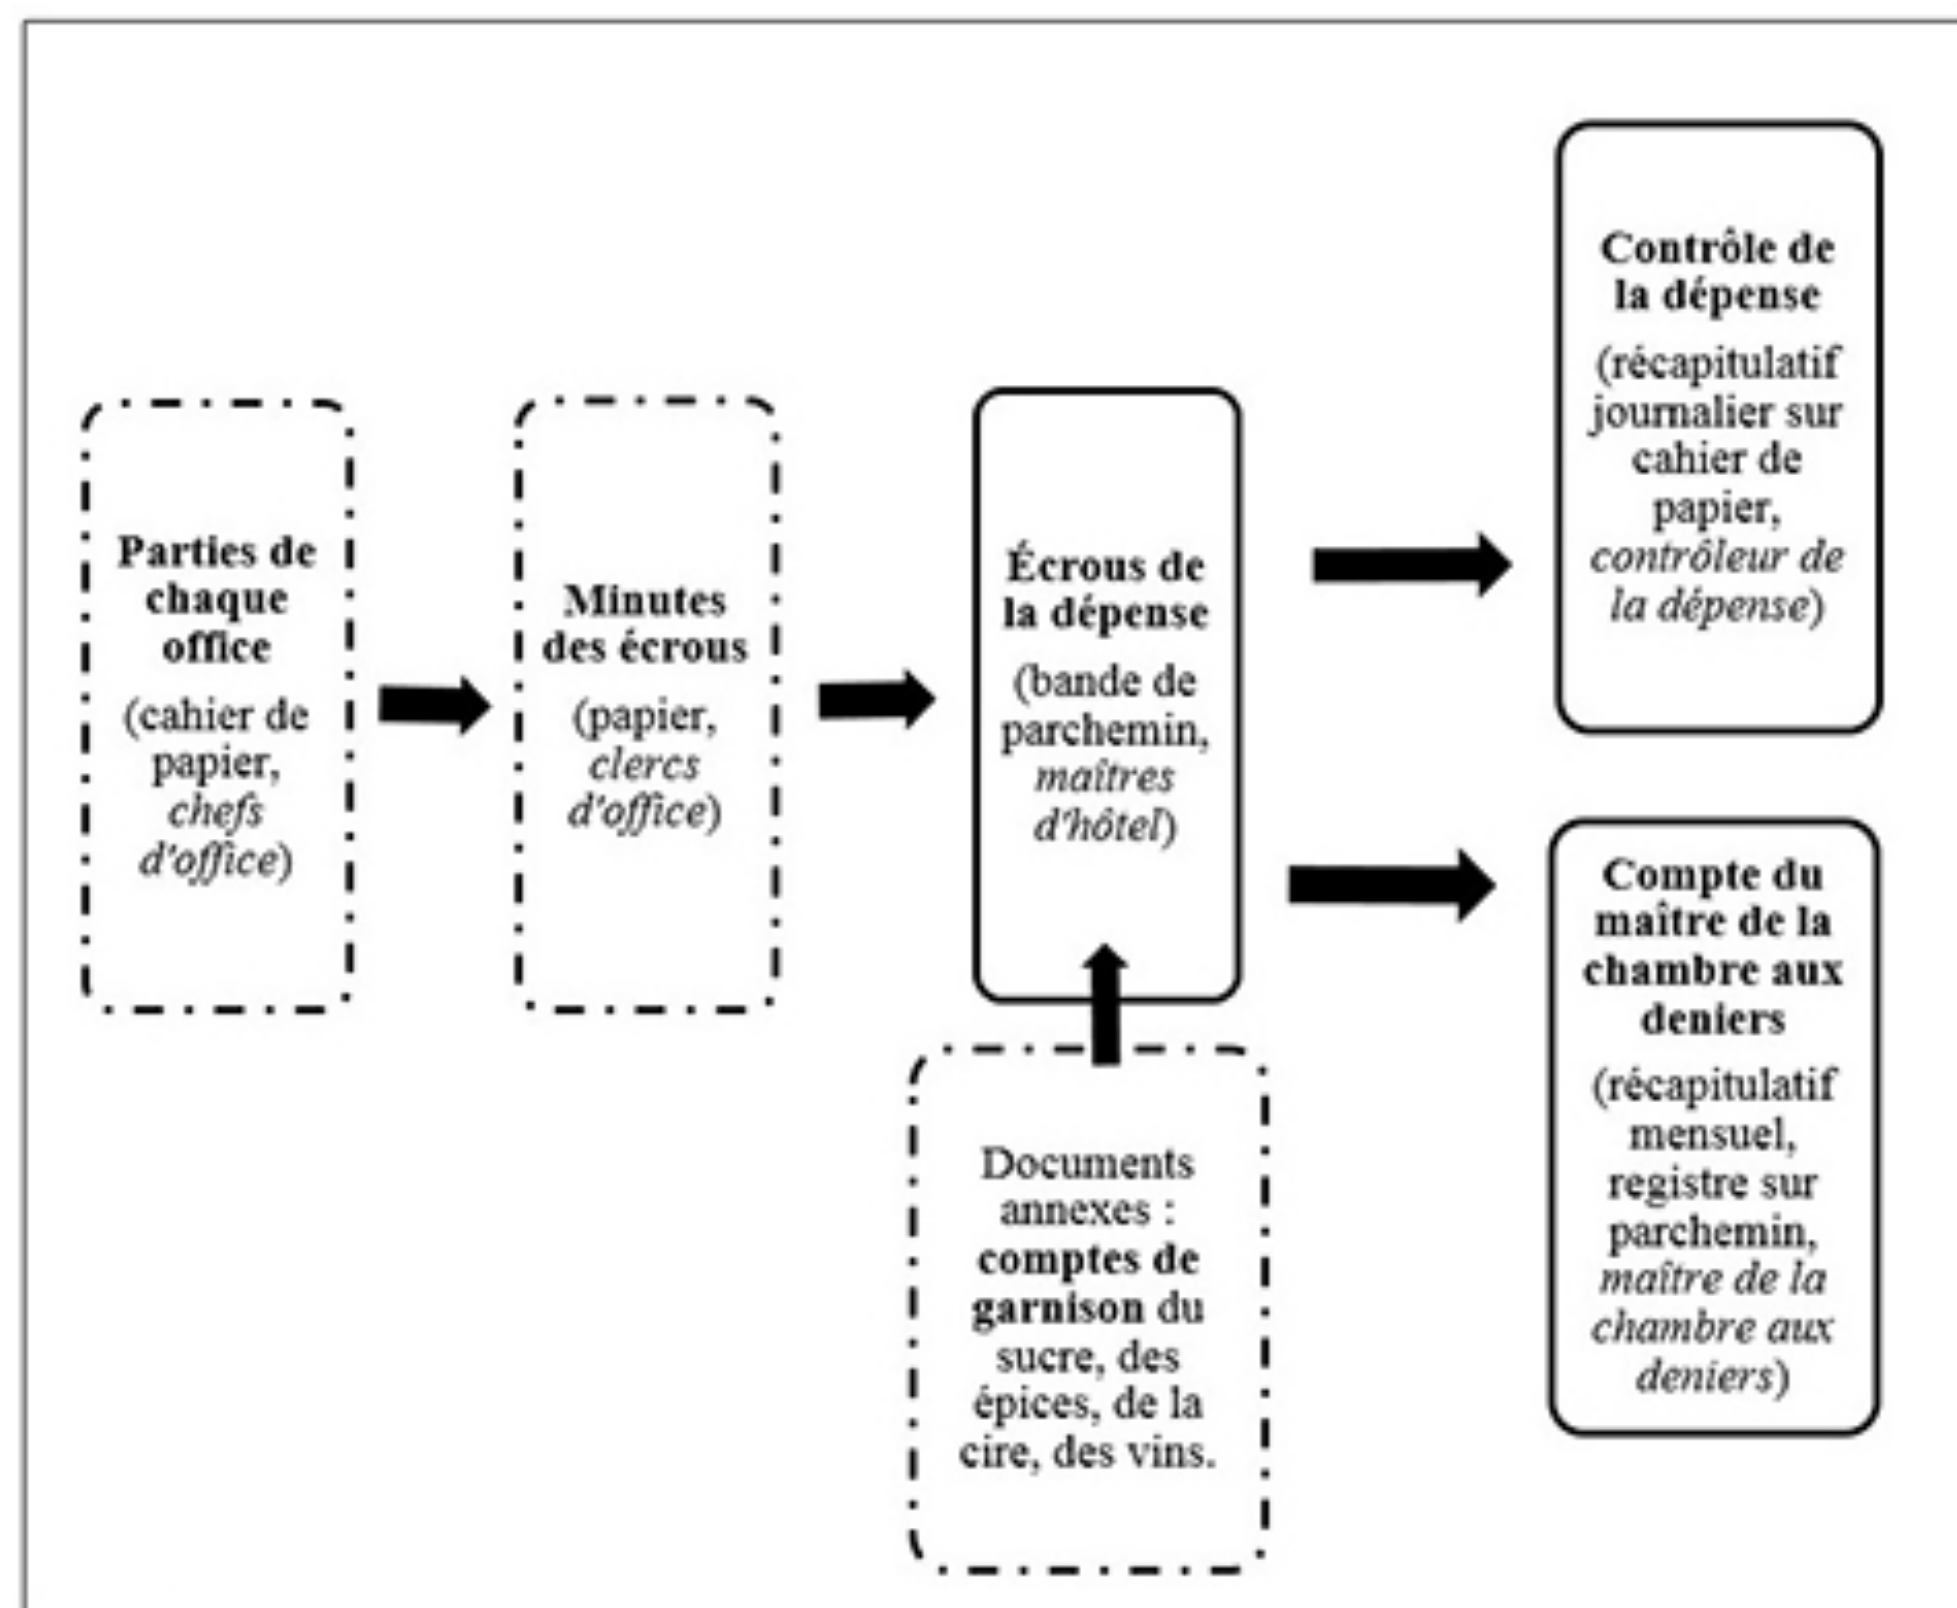 Parties de
chaque
office
(cahier de
papier,
chefs
d'office)
Minutes
des écrous
(papier,
clercs
d'office)
Écrous de
la dépense
(bande de
parchemin,
maîtres
d'hôtel)
Documents
annexes :
comptes de
garnison du
sucre, des
épices, de la
cire, des vins.
Contrôle de
la dépense
(récapitulatif
journalier sur
cahier de
papier,
contrôleur de
la dépense)
Compte du
maître de la
chambre aux
deniers
(récapitulatif
mensuel,
registre sur
parchemin,
maître de la
chambre aux
deniers)